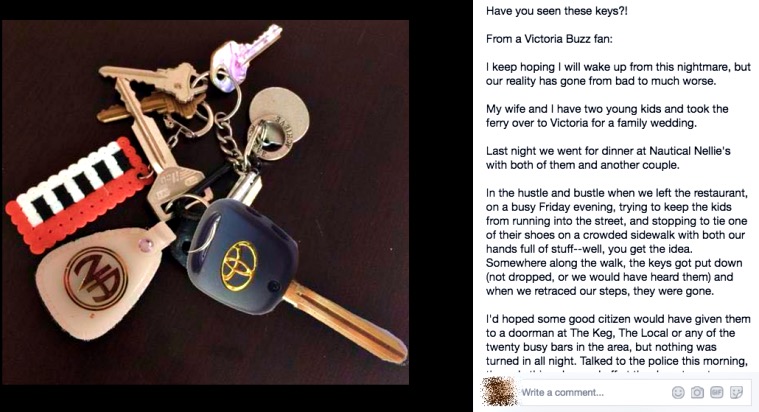 Have you seen these keys?!
From a Victoria Buzz fan:
I keep hoping I will wake up from this nightmare, but
our reality has gone from bad to much worse.
My wife and I have two young kids and took the
ferry over to Victoria for a family wedding.
Last night we went for dinner at Nautical Nellie's
with both of them and another couple.
In the hustle and bustle when we left the restaurant,
on a busy Friday evening, trying to keep the kids
from running into the street, and stopping to tie one
of their shoes on a crowded sidewalk with both our
hands full of stuff--well, you get the idea.
Somewhere along the walk, the keys got put down
(not dropped, or we would have heard them) and
when we retraced our steps, they were gone.
I'd hoped some good citizen would have given them
to a doorman at The Keg, The Local or any of the
twenty busy bars in the area, but nothing was
turned in all night. Talked to the police this morning,
Write a comment...
GIF